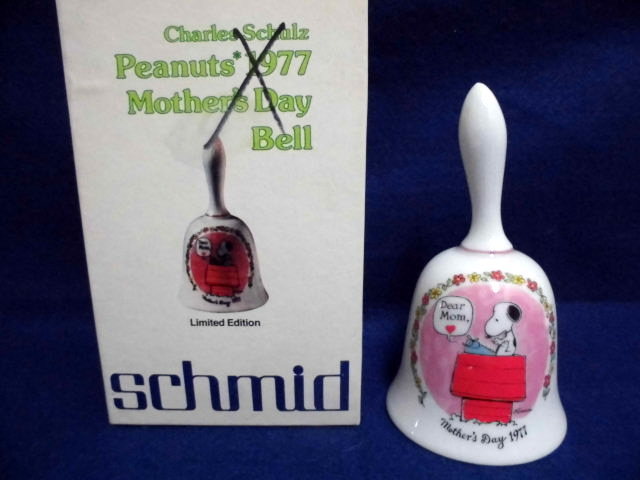 Charles Schulz
Peanuts* 1977
Mother's Day
Bell
Limited Edition
schmid
Dear
Mom,
Mother's Day 1977